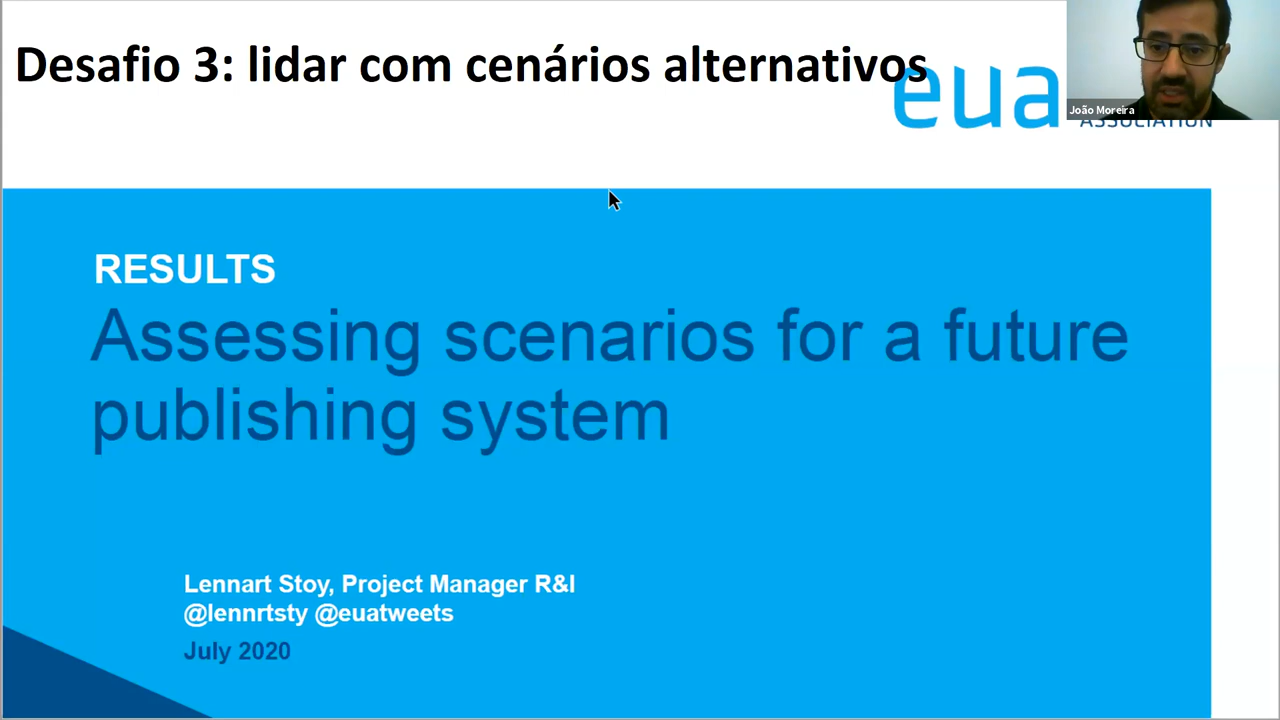 Desafio 3: lidar com cenários alternativos
eua
João Moreira
ASSOCIATION
RESULTS
Assessing scenarios for a future
publishing system
Lennart Stoy, Project Manager R&I
@lennrtsty @euatweets
July 2020